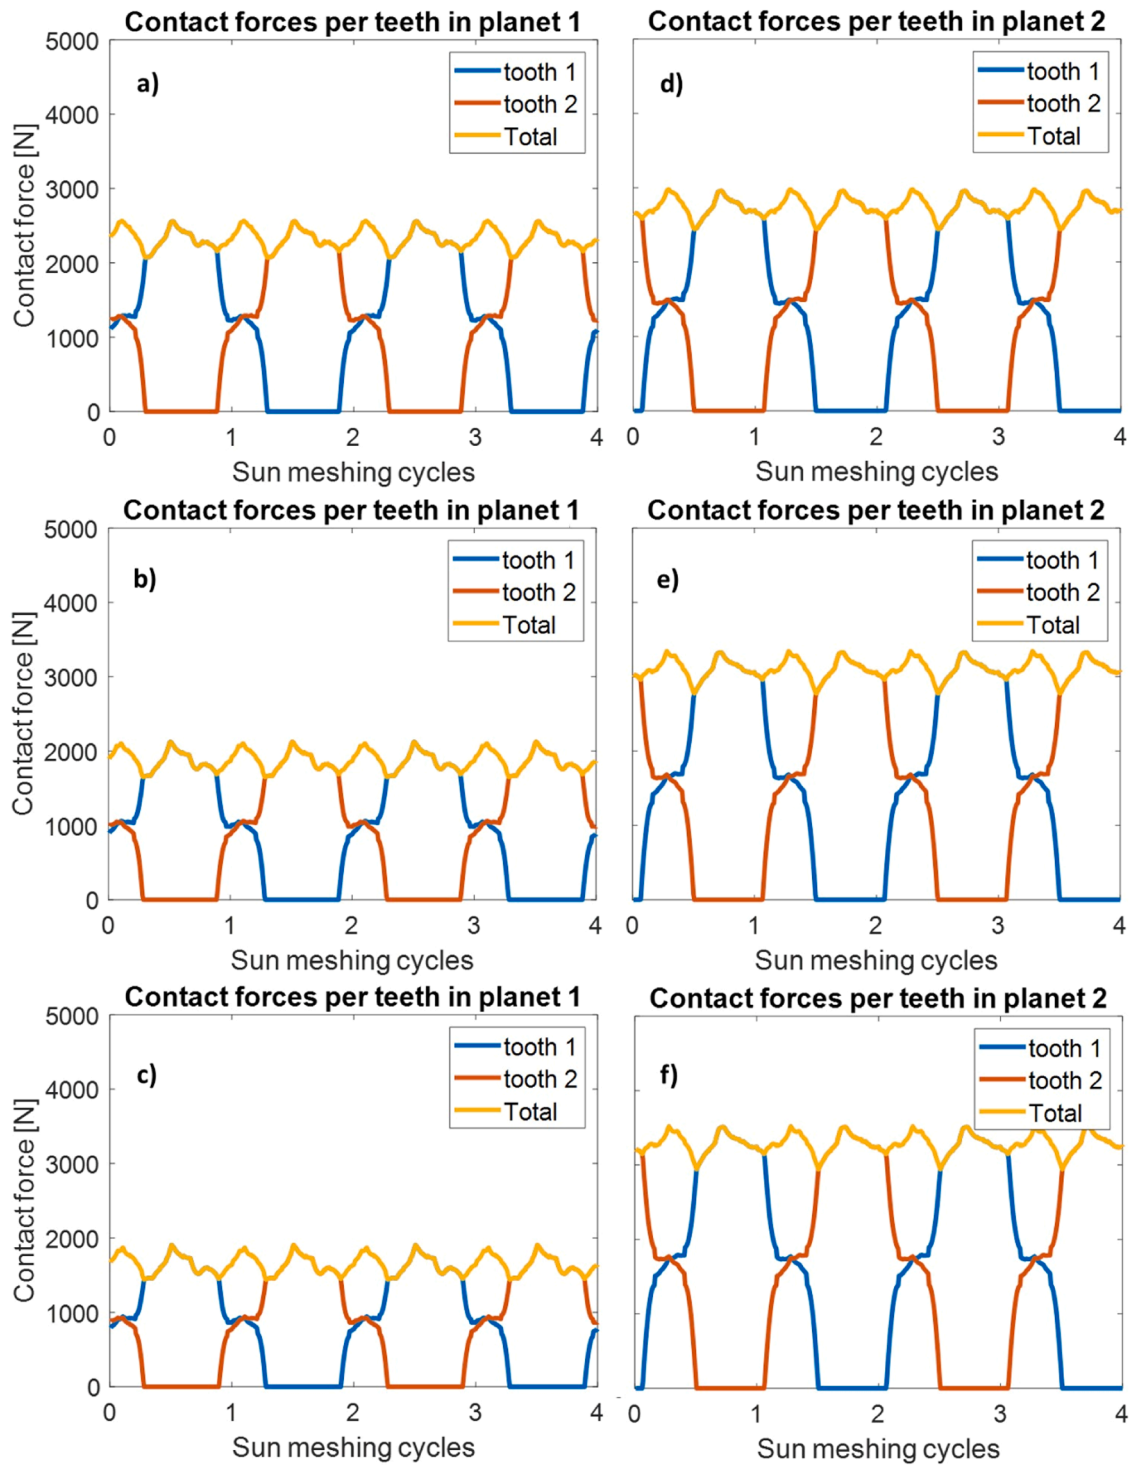 Contact forces per teeth in planet 1
5000
4000
3000
2000
1000
0
Contact force [N]
a)
tooth 1
tooth 2
Total
0 1 2 3 4
Sun meshing cycles
Contact forces per teeth in planet 2
d)
tooth 1
tooth 2
Total
0 1 2 3 4
Sun meshing cycles
Contact forces per teeth in planet 1
5000
4000
3000
2000
1000
0
Contact force [N]
b)
tooth 1
tooth 2
Total
0 1 2 3 4
Sun meshing cycles
Contact forces per teeth in planet 2
e)
tooth 1
tooth 2
Total
0 1 2 3 4
Sun meshing cycles
Contact forces per teeth in planet 1
5000
4000
3000
2000
1000
0
Contact force [N]
c)
tooth 1
tooth 2
Total
0 1 2 3 4
Sun meshing cycles
Contact forces per teeth in planet 2
f)
tooth 1
tooth 2
Total
0 1 2 3 4
Sun meshing cycles